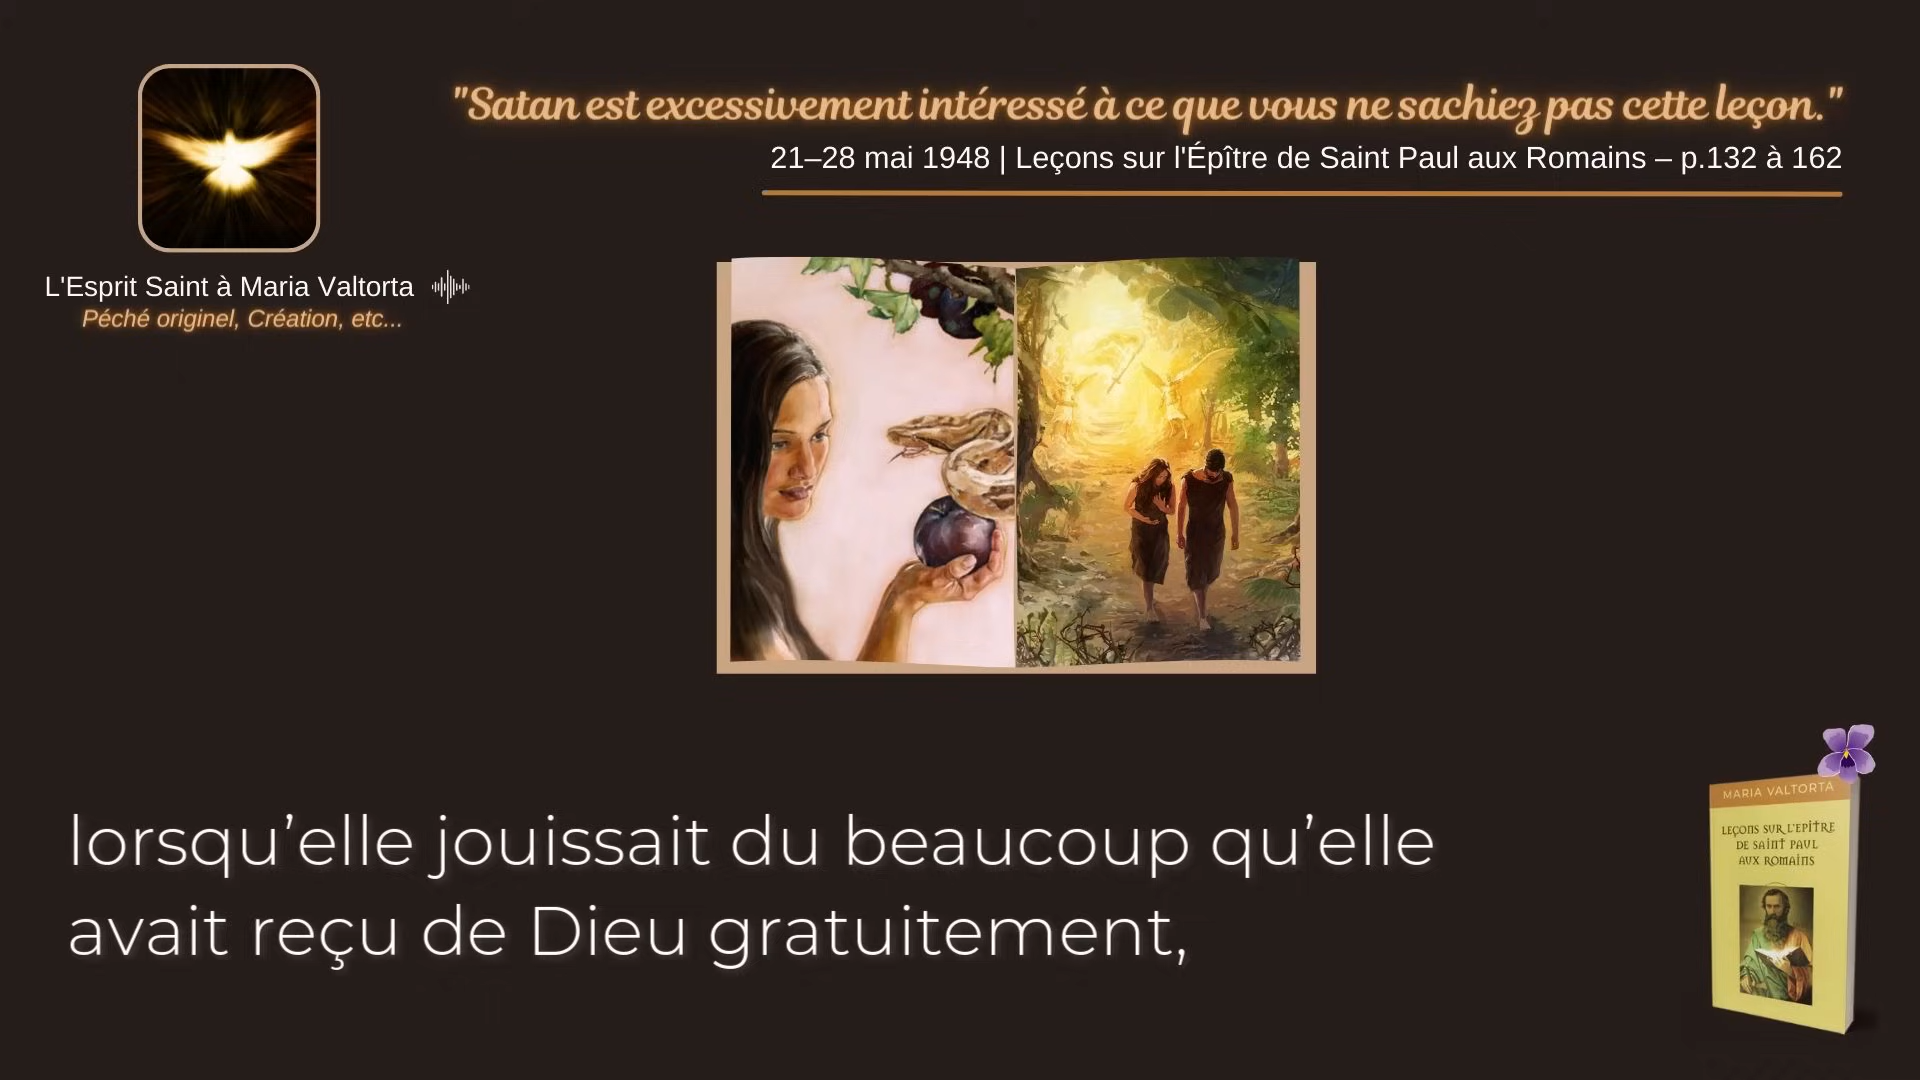 "Satan est excessivement intéressé à ce que vous ne sachiez pas cette leçon."
21–28 mai 1948 | Leçons sur l'Épître de Saint Paul aux Romains – p.132 à 162
L'Esprit Saint à Maria Valtorta
Péché originel, Création, etc...
lorsqu’elle jouissait du beaucoup qu’elle
avait reçu de Dieu gratuitement,
MARIA VALTORTA
LEÇONS SUR L'EPÎTRE
DE SAINT PAUL
AUX ROMAINS